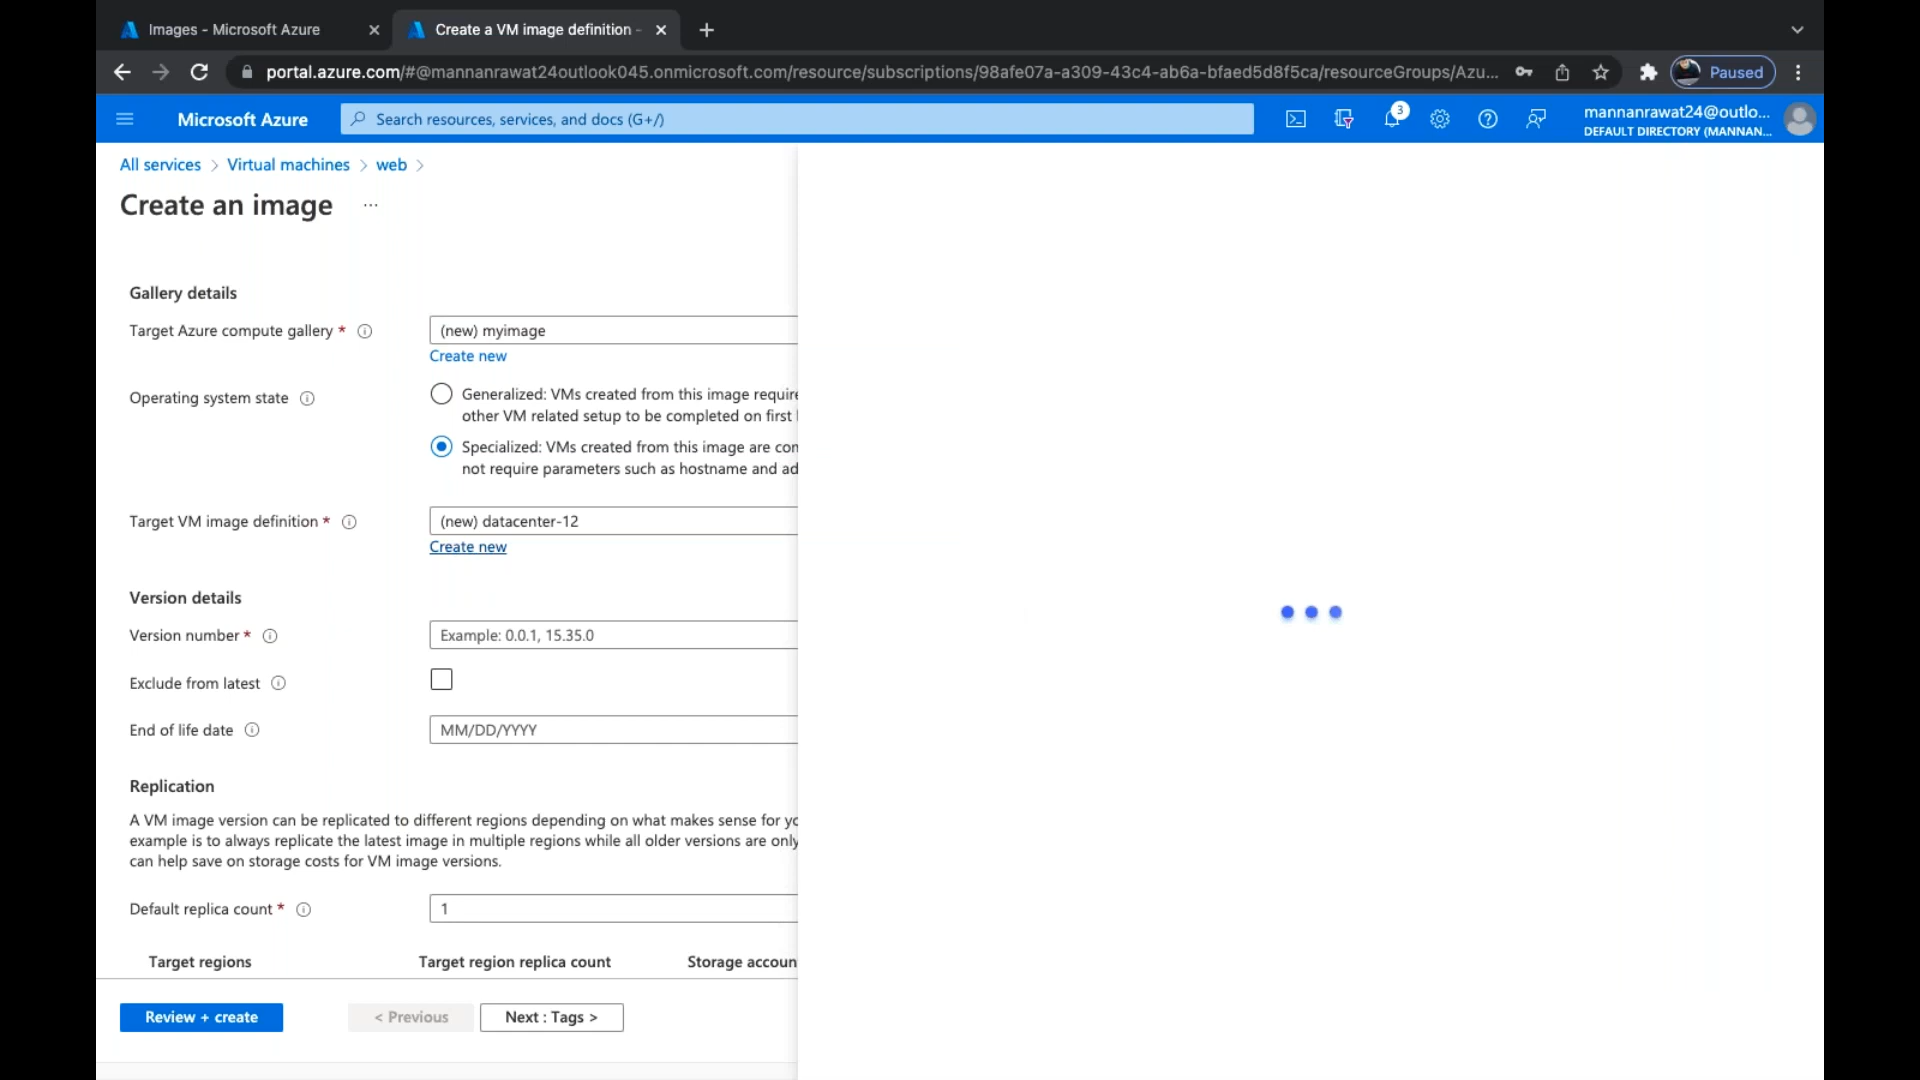 Images - Microsoft Azure
Create a VM image definition -
portal.azure.com/#@mannanrawat24outlook045.onmicrosoft.com/resource/subscriptions/98afe07a-a309-43c4-ab6a-bfaed5d8f5ca/resourceGroups/Azu...
Paused
Microsoft Azure
Search resources, services, and docs (G+/)
3
mannanrawat24@outlo...
DEFAULT DIRECTORY (MANNAN...
All services > Virtual machines > web >
Create an image ...
Gallery details
Target Azure compute gallery *
(new) myimage
Create new
Operating system state
Generalized: VMs created from this image require
other VM related setup to be completed on first
Specialized: VMs created from this image are con
not require parameters such as hostname and ad
Target VM image definition *
(new) datacenter-12
Create new
Version details
Version number *
Example: 0.0.1, 15.35.0
Exclude from latest
End of life date
MM/DD/YYYY
Replication
A VM image version can be replicated to different regions depending on what makes sense for yo
example is to always replicate the latest image in multiple regions while all older versions are only
can help save on storage costs for VM image versions.
Default replica count *
1
Target regions
Target region replica count
Storage accoun
Review + create
< Previous
Next : Tags >